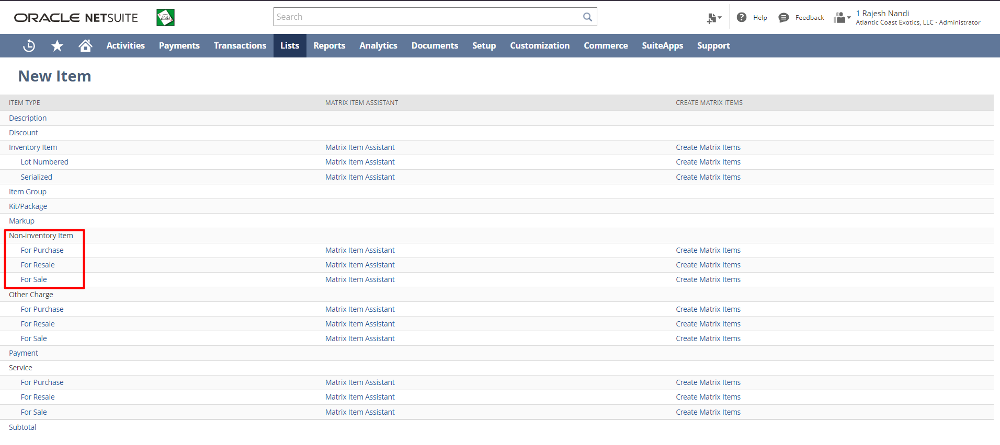 ORACLE NETSUITE
Search
Help
Feedback
1 Rajesh Nandi
Atlantic Coast Exotics, LLC - Administrator
Activities Payments Transactions Lists Reports Analytics Documents Setup Customization Commerce SuiteApps Support
New Item
ITEM TYPE MATRIX ITEM ASSISTANT CREATE MATRIX ITEMS
Description
Discount
Inventory Item Matrix Item Assistant Create Matrix Items
Lot Numbered Matrix Item Assistant Create Matrix Items
Serialized Matrix Item Assistant Create Matrix Items
Item Group
Kit/Package
Markup
Non-inventory Item
For Purchase Matrix Item Assistant Create Matrix Items
For Resale Matrix Item Assistant Create Matrix Items
For Sale Matrix Item Assistant Create Matrix Items
Other Charge
For Purchase Matrix Item Assistant Create Matrix Items
For Resale Matrix Item Assistant Create Matrix Items
For Sale Matrix Item Assistant Create Matrix Items
Payment
Service
For Purchase Matrix Item Assistant Create Matrix Items
For Resale Matrix Item Assistant Create Matrix Items
For Sale Matrix Item Assistant Create Matrix Items
Subtotal